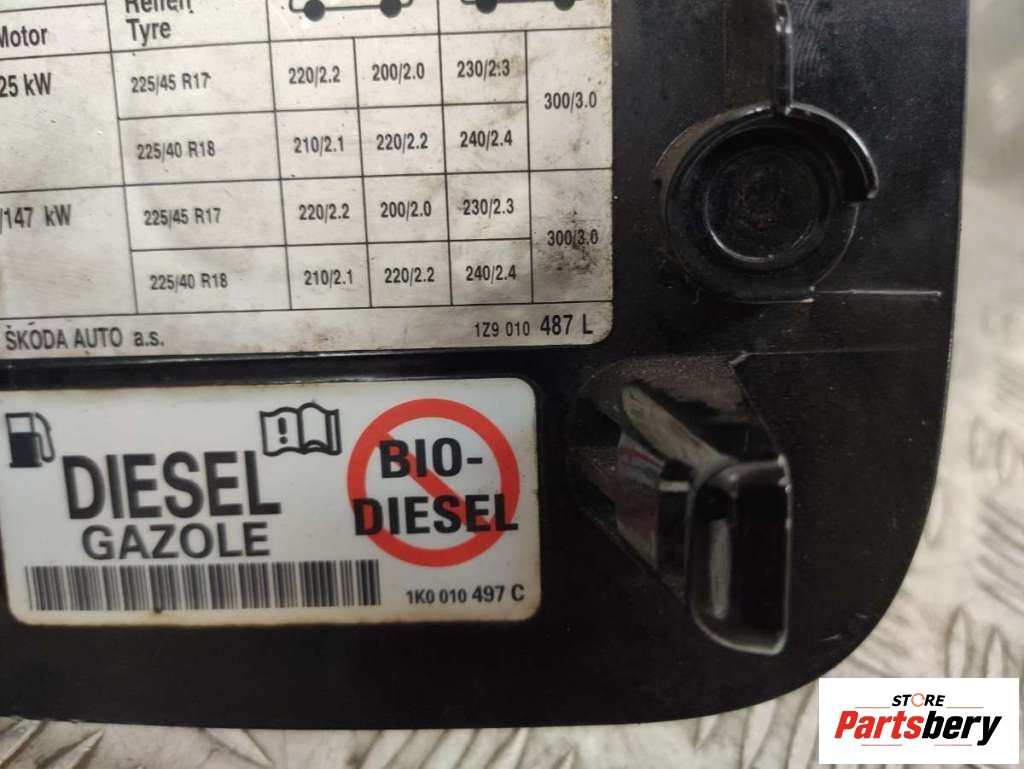 Reifen
Motor Tyre
25 kW 225/45 R17 220/2.2 200/2.0 230/2.3 300/3.0
225/40 R18 210/2.1 220/2.2 240/2.4
/147 kW 225/45 R17 220/2.2 200/2.0 230/2.3 300/3.0
225/40 R18 210/2.1 220/2.2 240/2.4
ŠKODA AUTO a.s. 1Z9 010 487 L
DIESEL
GAZOLE
BIO-
DIESEL
1K0 010 497 C
STORE
Partsbery